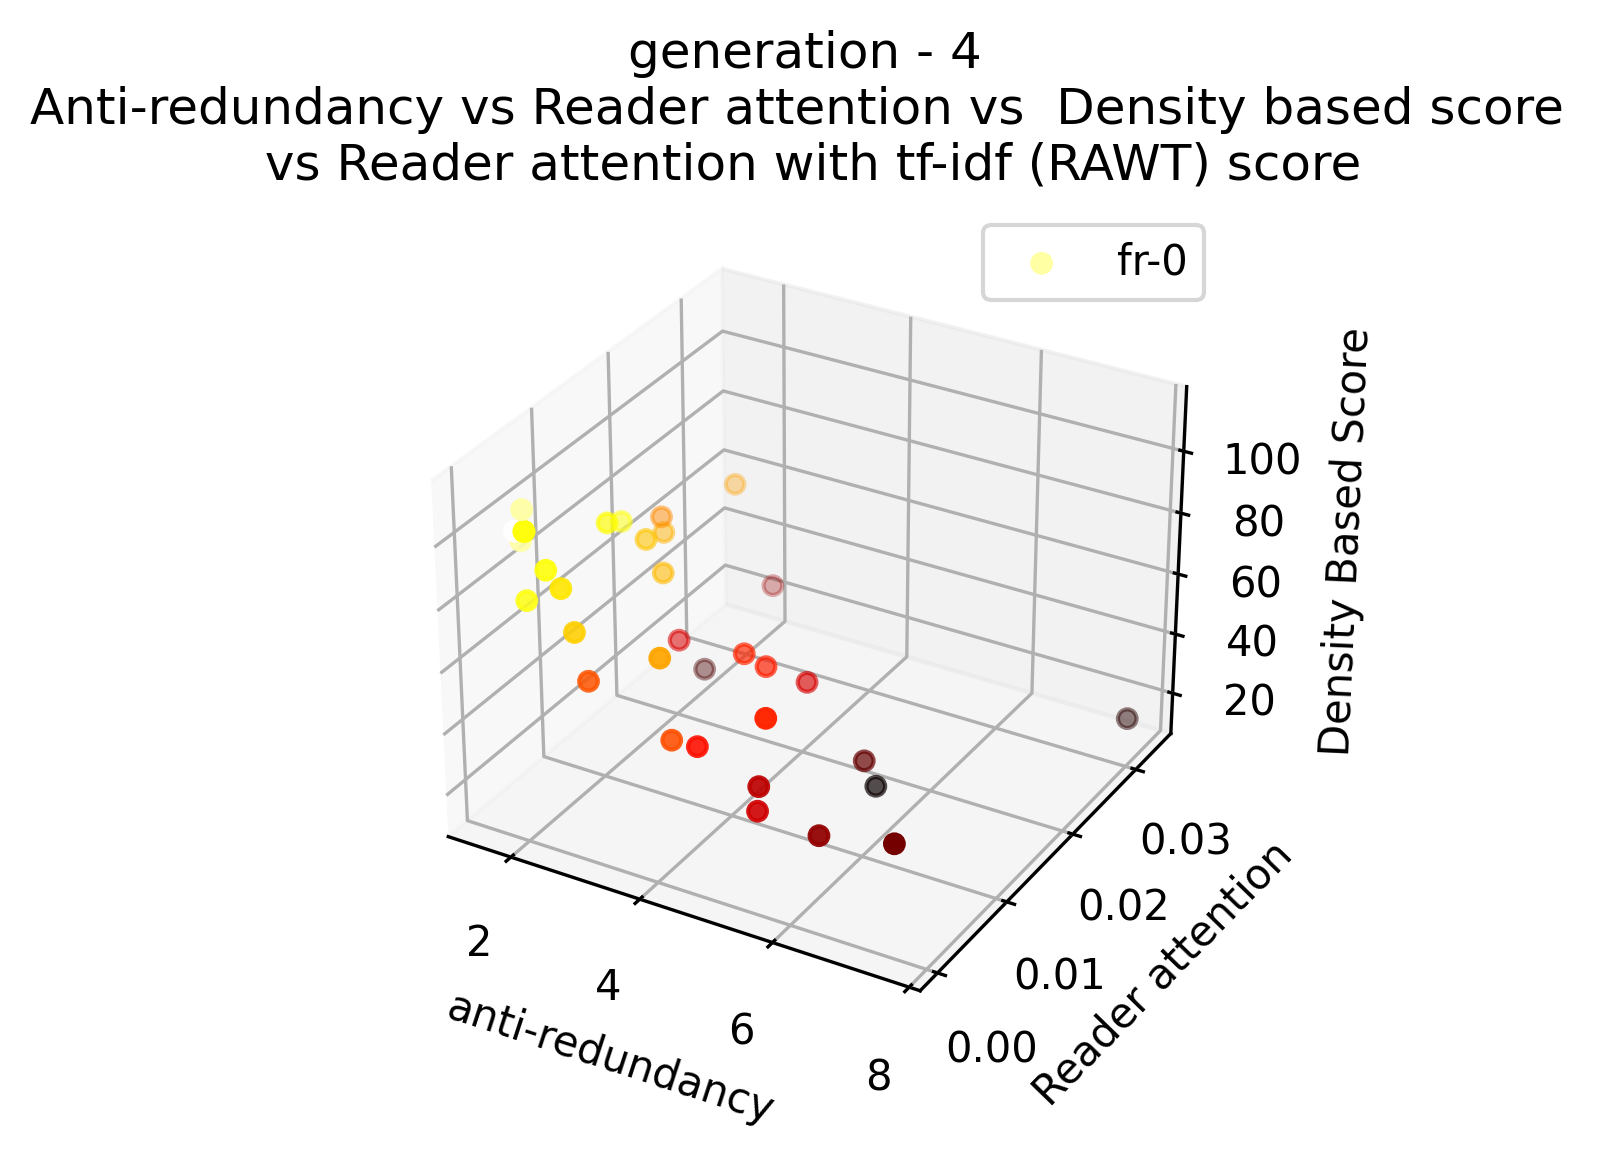 generation - 4
Anti-redundancy vs Reader attention vs  Density based score
vs Reader attention with tf-idf (RAWT) score
fr-0
100
80
60
40
20
Density Based Score
0.03
0.02
0.01
0.00
Reader attention
2
4
6
8
anti-redundancy